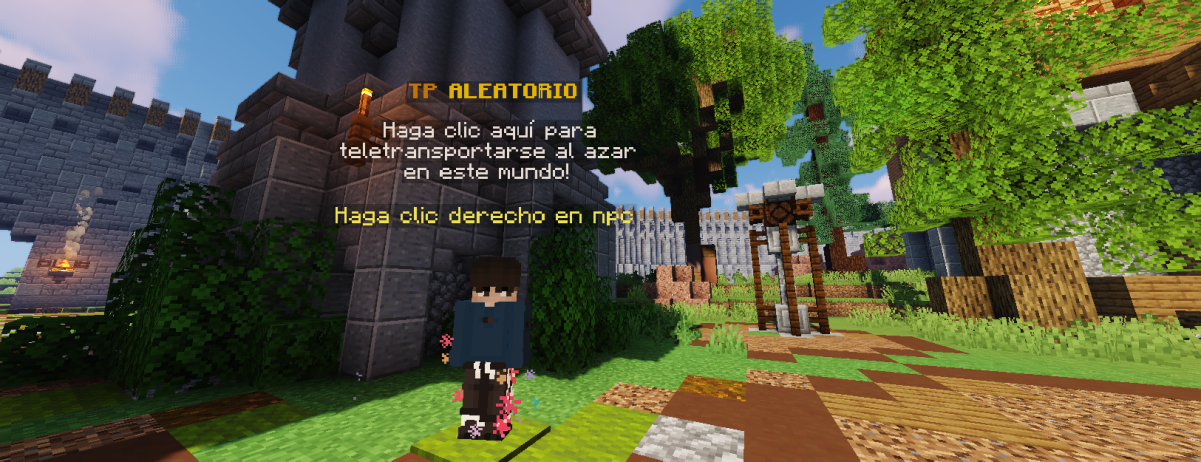 TP ALEATORIO
Haga clic aquí para
teletransportarse al azar
en este mundo!
Haga clic derecho en npc